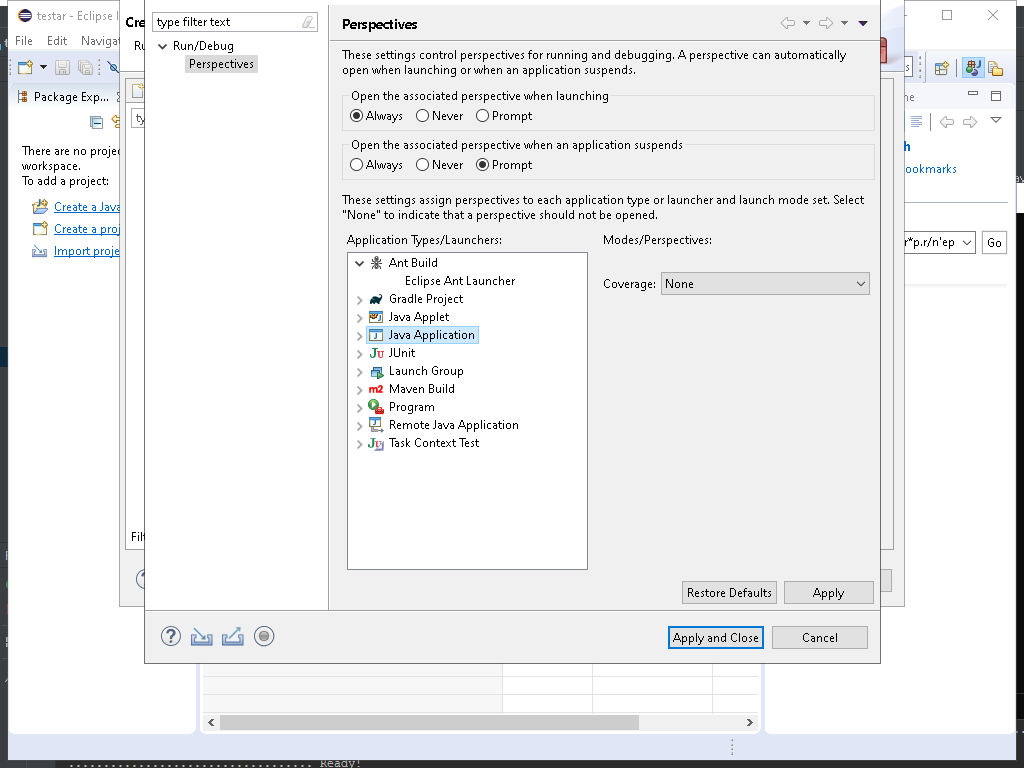 testar - Eclipse I
File Edit Navigat
Cre
Ru
Package Exp...
There are no projec
workspace.
To add a project:
Create a Java
Create a proj
Import proje
ty
Filt
type filter text
Run/Debug
Perspectives
Perspectives
These settings control perspectives for running and debugging. A perspective can automatically
open when launching or when an application suspends.
Open the associated perspective when launching
Always Never Prompt
Open the associated perspective when an application suspends
Always Never Prompt
These settings assign perspectives to each application type or launcher and launch mode set. Select
"None" to indicate that a perspective should not be opened.
Application Types/Launchers:
Modes/Perspectives:
Ant Build
Eclipse Ant Launcher
Gradle Project
Java Applet
Java Application
JUnit
Launch Group
Maven Build
Program
Remote Java Application
Task Context Test
Coverage: None
Restore Defaults
Apply
Apply and Close
Cancel
ne
h
ookmarks
r*p.r/n'ep
Go
Ready!